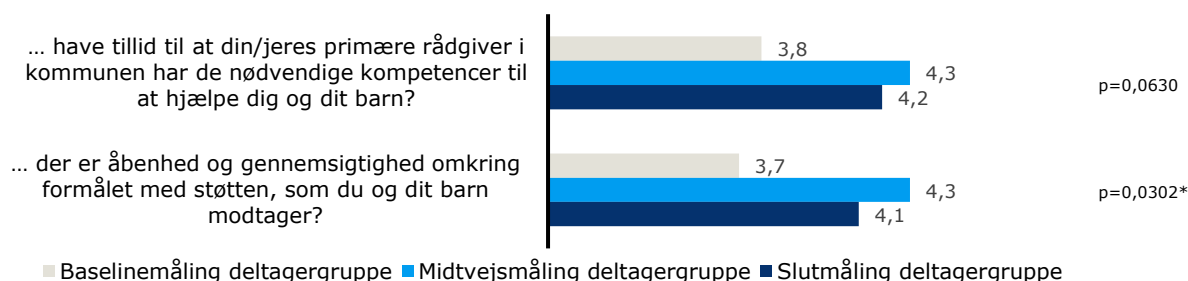 ... have tillid til at din/jeres primære rådgiver i
kommunen har de nødvendige kompetencer til
at hjælpe dig og dit barn?
3,8
4,3
4,2
p=0,0630
... der er åbenhed og gennemsigtighed omkring
formålet med støtten, som du og dit barn
modtager?
3,7
4,3
4,1
p=0,0302*
Baselinemåling deltagergruppe Midtvejsmåling deltagergruppe Slutmåling deltagergruppe